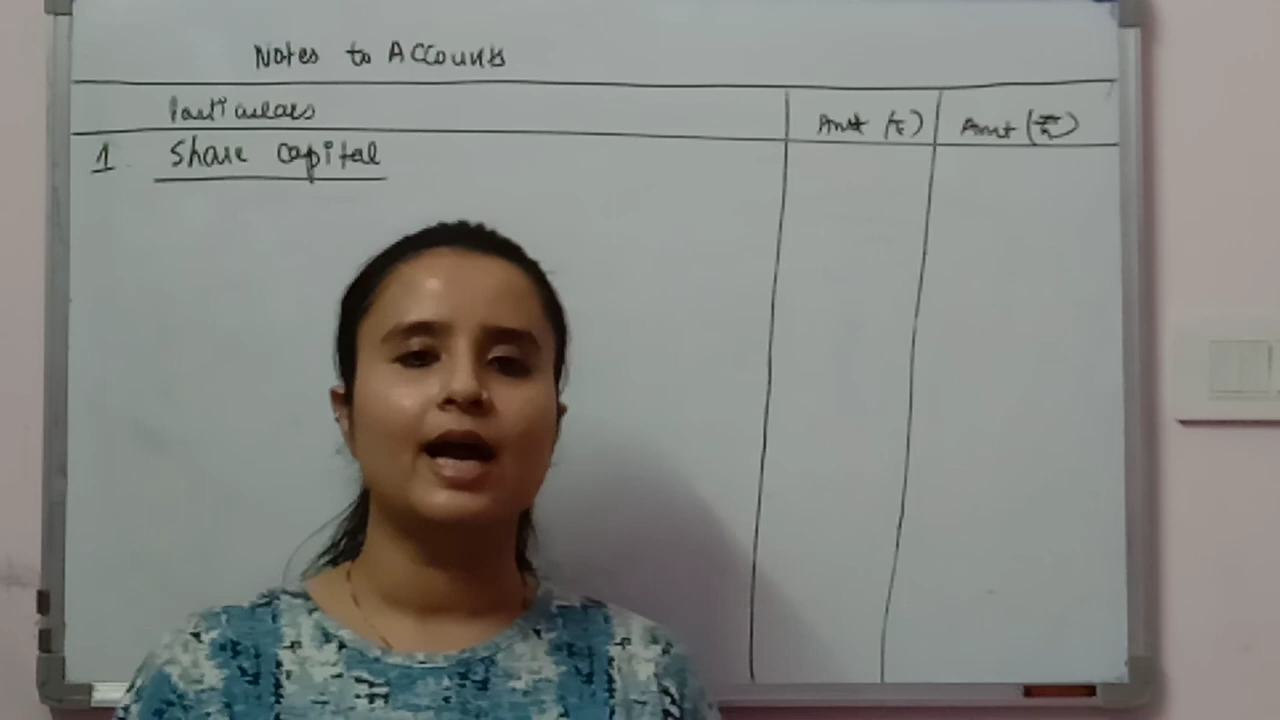 Notes to Accounts
Particulars Amt (₹) Amt (₹)
1. Share capital